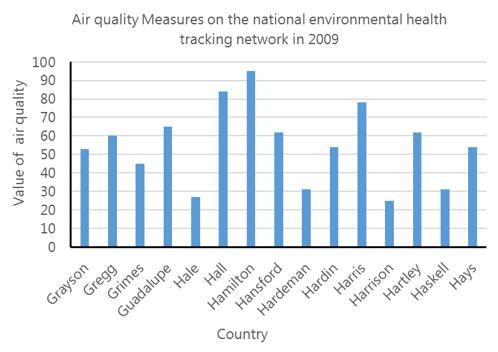 Air quality Measures on the national environmental health
tracking network in 2009
Value of  air quality
100
90
80
70
60
50
40
30
20
10
0
Grayson
Gregg
Grimes
Guadalupe
Hale
Hall
Hamilton
Hansford
Hardeman
Hardin
Harris
Harrison
Hartley
Haskell
Hays
Country